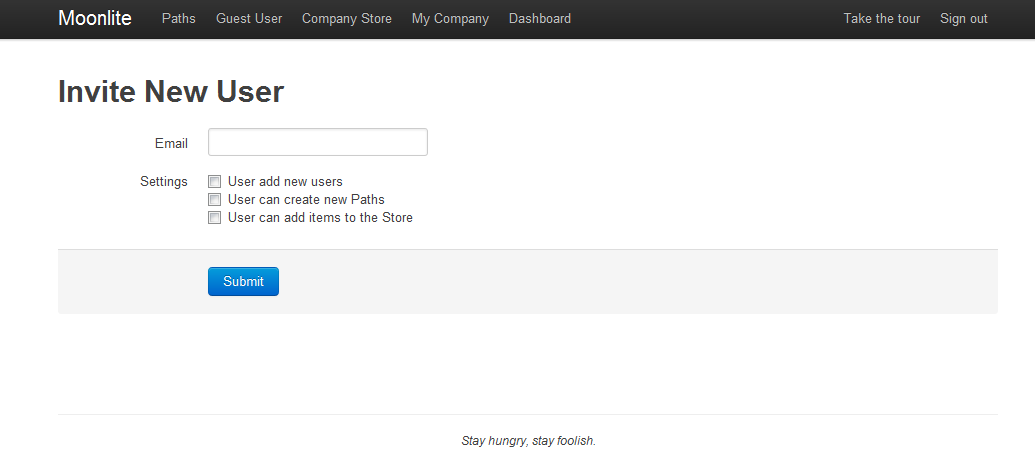 Moonlite Paths Guest User Company Store My Company Dashboard Take the tour Sign out
Invite New User
Email
Settings User add new users
User can create new Paths
User can add items to the Store
Submit
Stay hungry, stay foolish.